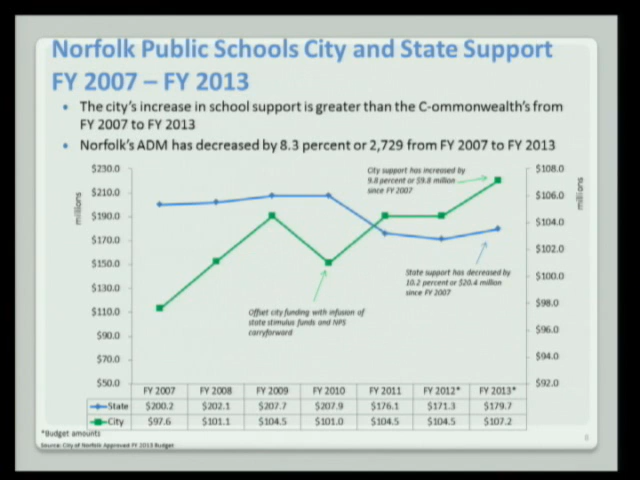 Norfolk Public Schools City and State Support
FY 2007 – FY 2013
• The city's increase in school support is greater than the C-ommonwealth's from
FY 2007 to FY 2013
• Norfolk's ADM has decreased by 8.3 percent or 2,729 from FY 2007 to FY 2013
$230.0
$210.0
$190.0
$170.0
$150.0
$130.0
$110.0
$90.0
$70.0
$50.0
millions
City support has increased by
9.8 percent or $9.8 million
since FY 2007
State support has decreased by
10.2 percent or $20.4 million
since FY 2007
Offset city funding with infusion of
state stimulus funds and NPS
carryforward
$108.0
$106.0
$104.0
$102.0
$100.0
$98.0
$96.0
$94.0
$92.0
millions
FY 2007 FY 2008 FY 2009 FY 2010 FY 2011 FY 2012* FY 2013*
State $200.2 $202.1 $207.7 $207.9 $176.1 $171.3 $179.7
City $97.6 $101.1 $104.5 $101.0 $104.5 $104.5 $107.2
*Budget amounts
Source: City of Norfolk Approved FY 2013 Budget
8